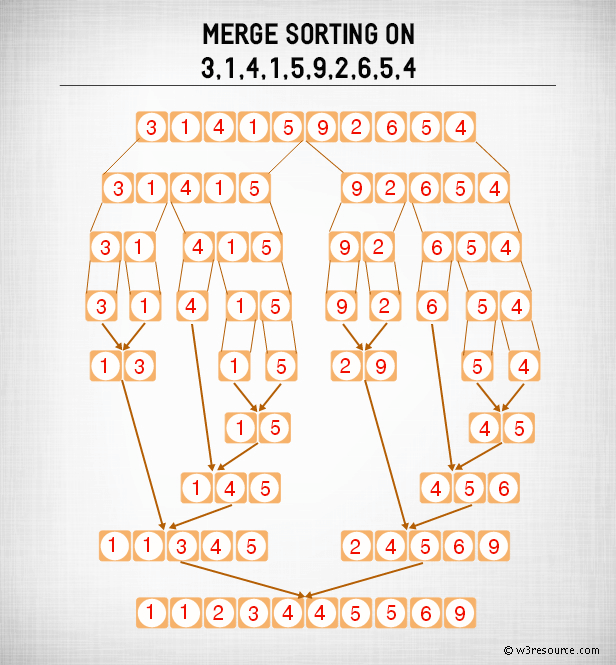 MERGE SORTING ON
3,1,4,1,5,9,2,6,5,4
3 1 4 1 5 9 2 6 5 4
3 1 4 1 5 9 2 6 5 4
3 1 4 1 5 9 2 6 5 4
3 1 4 1 5 9 2 6 5 4
1 3 1 5 2 9 5 4
1 5 4 5
1 4 5 4 5 6
1 1 3 4 5 2 4 5 6 9
1 1 2 3 4 4 5 5 6 9
© w3resource.com